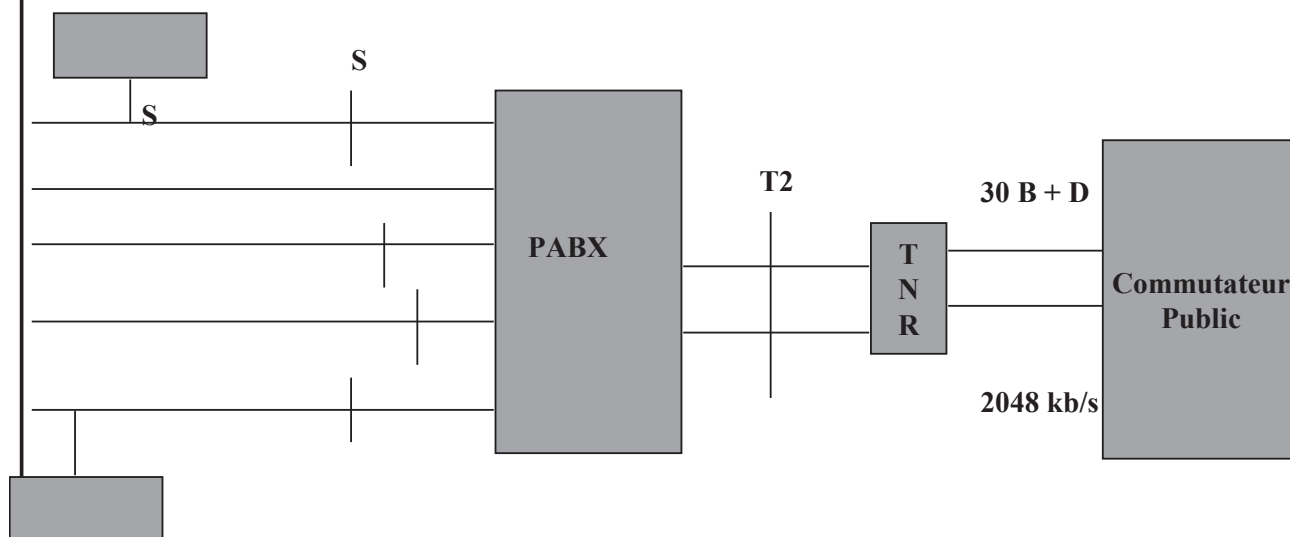 S
S
T2
30 B + D
PABX
T
N
R
Commutateur
Public
2048 kb/s